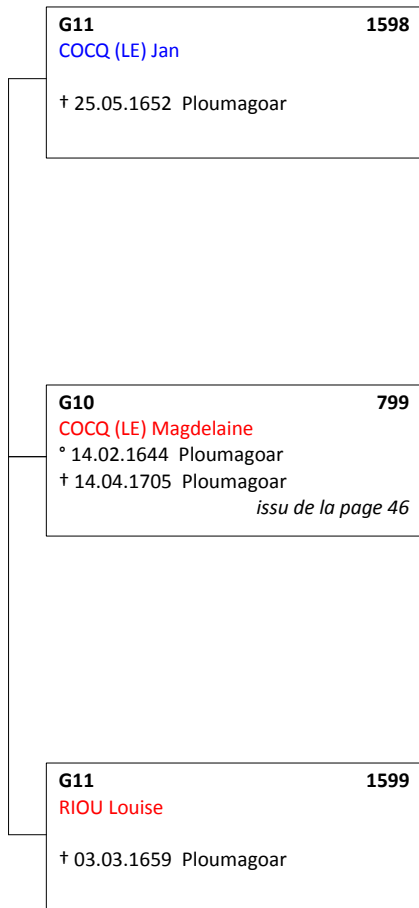 G11 1598
COCQ (LE) Jan
† 25.05.1652 Ploumagoar
G10 799
COCQ (LE) Magdelaine
° 14.02.1644 Ploumagoar
† 14.04.1705 Ploumagoar
issu de la page 46
G11 1599
RIOU Louise
† 03.03.1659 Ploumagoar